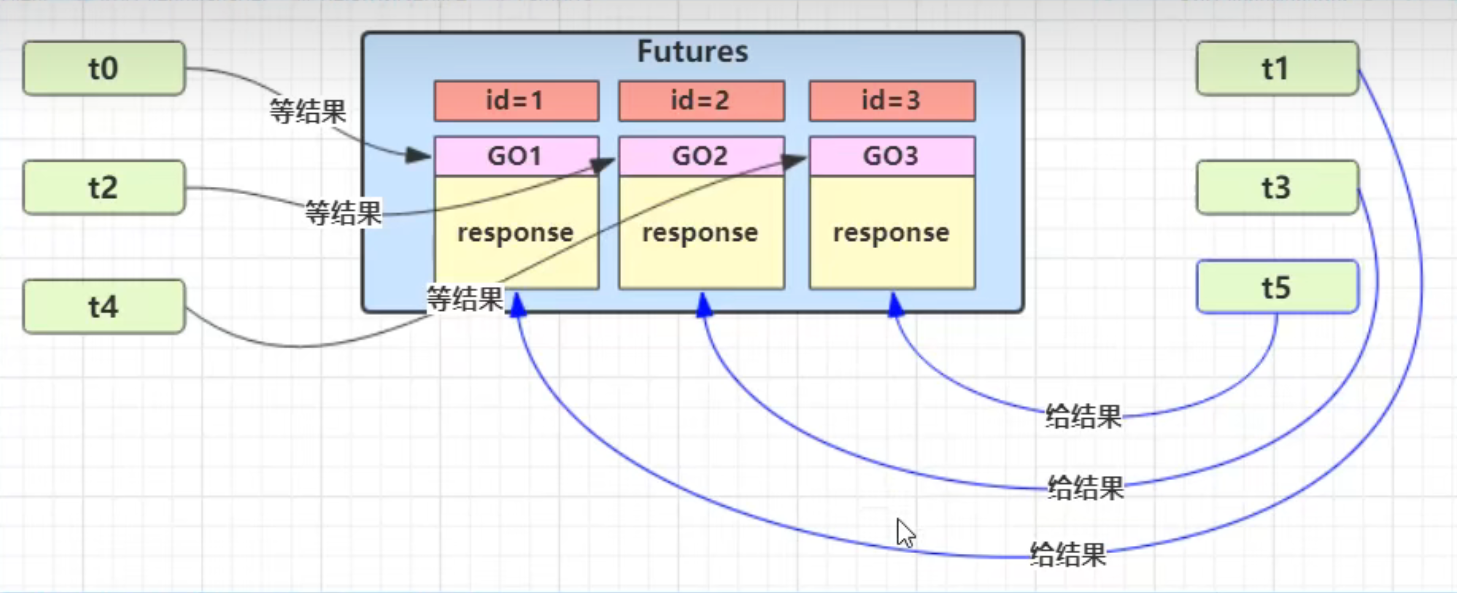 Futures
t0
t1
id=1
id=2
id=3
等结果
GO1
GO2
GO3
t2
t3
等结果
response
response
response
t4
t5
等结果
给结果
给结果
给结果